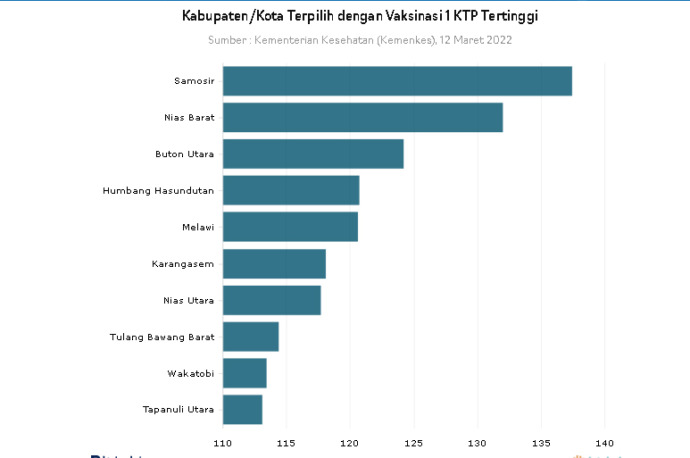 Kabupaten/Kota Terpilih dengan Vaksinasi 1 KTP Tertinggi
Sumber : Kementerian Kesehatan (Kemenkes), 12 Maret 2022
Samosir
Nias Barat
Buton Utara
Humbang Hasundutan
Melawi
Karangasem
Nias Utara
Tulang Bawang Barat
Wakatobi
Tapanuli Utara
110 115 120 125 130 135 140